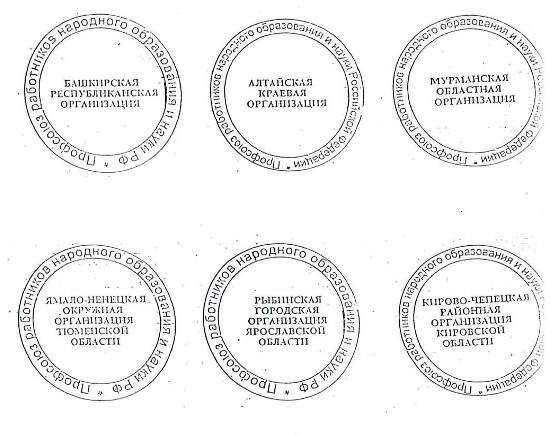 Профсоюз работников народного образования и науки РФ *
БАШКИРСКАЯ
РЕСПУБЛИКАНСКАЯ
ОРГАНИЗАЦИЯ
Профсоюз работников народного образования и науки Российской Федерации *
АЛТАЙСКАЯ
КРАЕВАЯ
ОРГАНИЗАЦИЯ
Профсоюз работников народного образования и науки Российской Федерации *
МУРМАНСКАЯ
ОБЛАСТНАЯ
ОРГАНИЗАЦИЯ
Профсоюз работников народного образования и науки РФ *
ЯМАЛО-НЕНЕЦКАЯ
ОКРУЖНАЯ
ОРГАНИЗАЦИЯ
ТЮМЕНСКОЙ
ОБЛАСТИ
Профсоюз работников народного образования и науки РФ *
РЫБИНСКАЯ
ГОРОДСКАЯ
ОРГАНИЗАЦИЯ
ЯРОСЛАВСКОЙ
ОБЛАСТИ
Профсоюз работников народного образования и науки Российской Федерации *
КИРОВО-ЧЕПЕЦКАЯ
РАЙОННАЯ
ОРГАНИЗАЦИЯ
КИРОВСКОЙ
ОБЛАСТИ